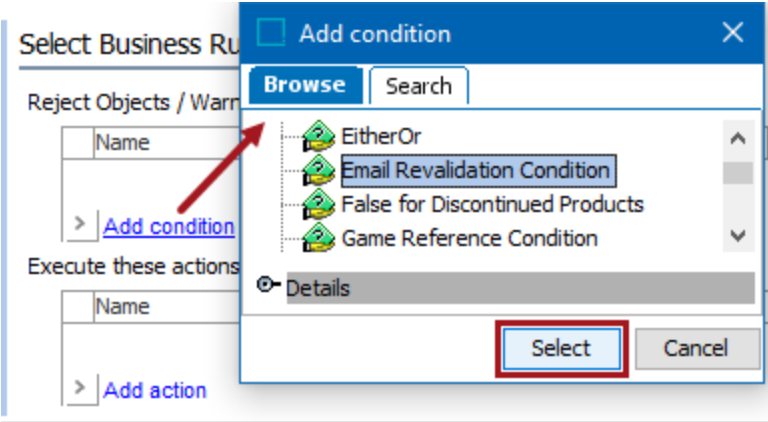 Select Business Ru
Reject Objects / Warn
Name
Add condition
Execute these actions
Name
Add action
Add condition
Browse
Search
EitherOr
Email Revalidation Condition
False for Discontinued Products
Game Reference Condition
Details
Select
Cancel